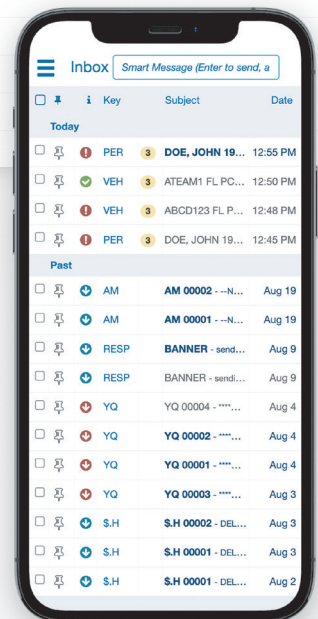 Inbox Smart Message (Enter to send, a
i Key Subject Date
Today
PER 3 DOE, JOHN 19... 12:55 PM
VEH 3 ATEAM1 FL PC... 12:50 PM
VEH 3 ABCD123 FL P... 12:48 PM
PER 3 DOE, JOHN 19... 12:45 PM
Past
AM AM 00002 - --N... Aug 19
AM AM 00001 - --N... Aug 19
RESP BANNER - send... Aug 9
RESP BANNER - sendi... Aug 9
YQ YQ 00004 - ****... Aug 4
YQ YQ 00002 - ****... Aug 4
YQ YQ 00001 - ****... Aug 4
YQ YQ 00003 - ****... Aug 3
$.H $.H 00002 - DEL... Aug 3
$.H $.H 00001 - DEL... Aug 3
$.H $.H 00001 - DEL... Aug 2